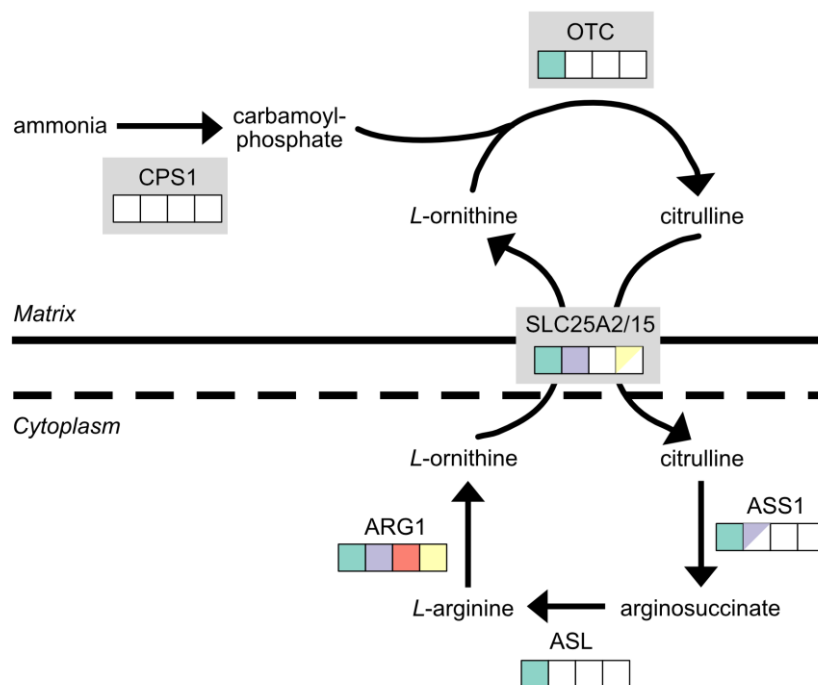 OTC
ammonia
carbamoyl-
phosphate
CPS1
L-ornithine
citrulline
Matrix
SLC25A2/15
Cytoplasm
L-ornithine
citrulline
ARG1
ASS1
L-arginine
arginosuccinate
ASL